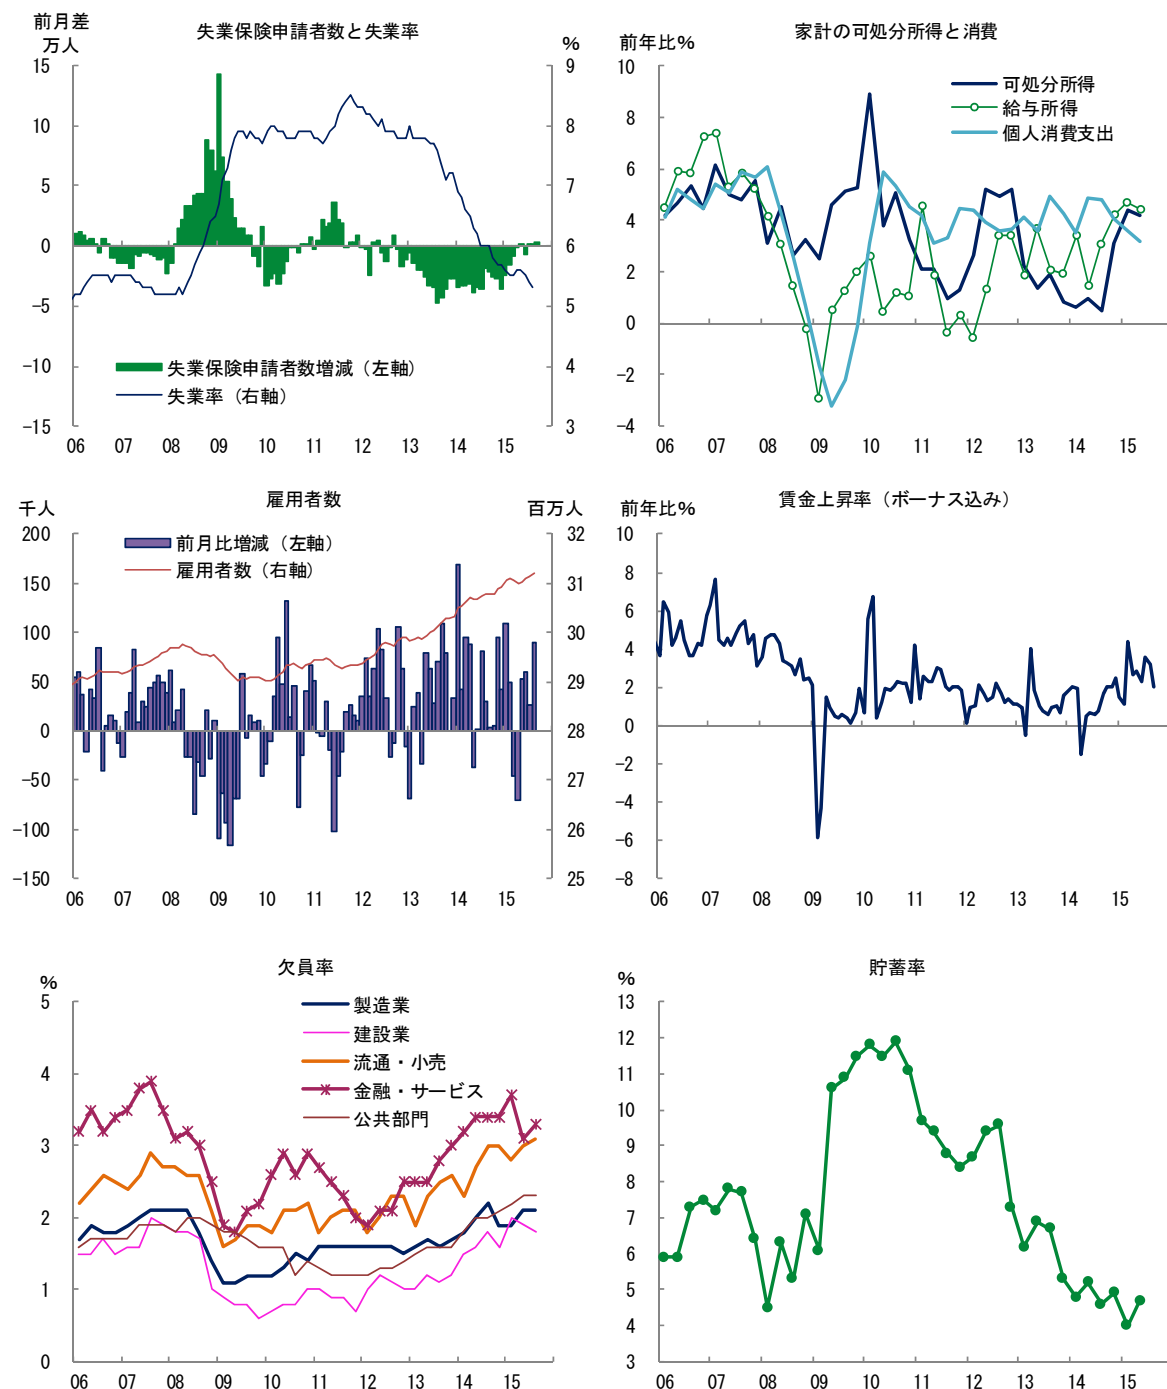 失業保険申請者数と失業率
前月差
万人
%
15
10
5
0
−5
−10
−15
9
8
7
6
5
4
3
失業保険申請者数増減（左軸）
失業率（右軸）
06 07 08 09 10 11 12 13 14 15
家計の可処分所得と消費
前年比%
10
8
6
4
2
0
−2
−4
可処分所得
給与所得
個人消費支出
06 07 08 09 10 11 12 13 14 15
雇用者数
千人
百万人
200
150
100
50
0
−50
−100
−150
32
31
30
29
28
27
26
25
前月比増減（左軸）
雇用者数（右軸）
06 07 08 09 10 11 12 13 14 15
賃金上昇率（ボーナス込み）
前年比%
10
8
6
4
2
0
−2
−4
−6
−8
06 07 08 09 10 11 12 13 14 15
欠員率
%
5
4
3
2
1
0
製造業
建設業
流通・小売
金融・サービス
公共部門
06 07 08 09 10 11 12 13 14 15
貯蓄率
%
13
12
11
10
9
8
7
6
5
4
3
06 07 08 09 10 11 12 13 14 15